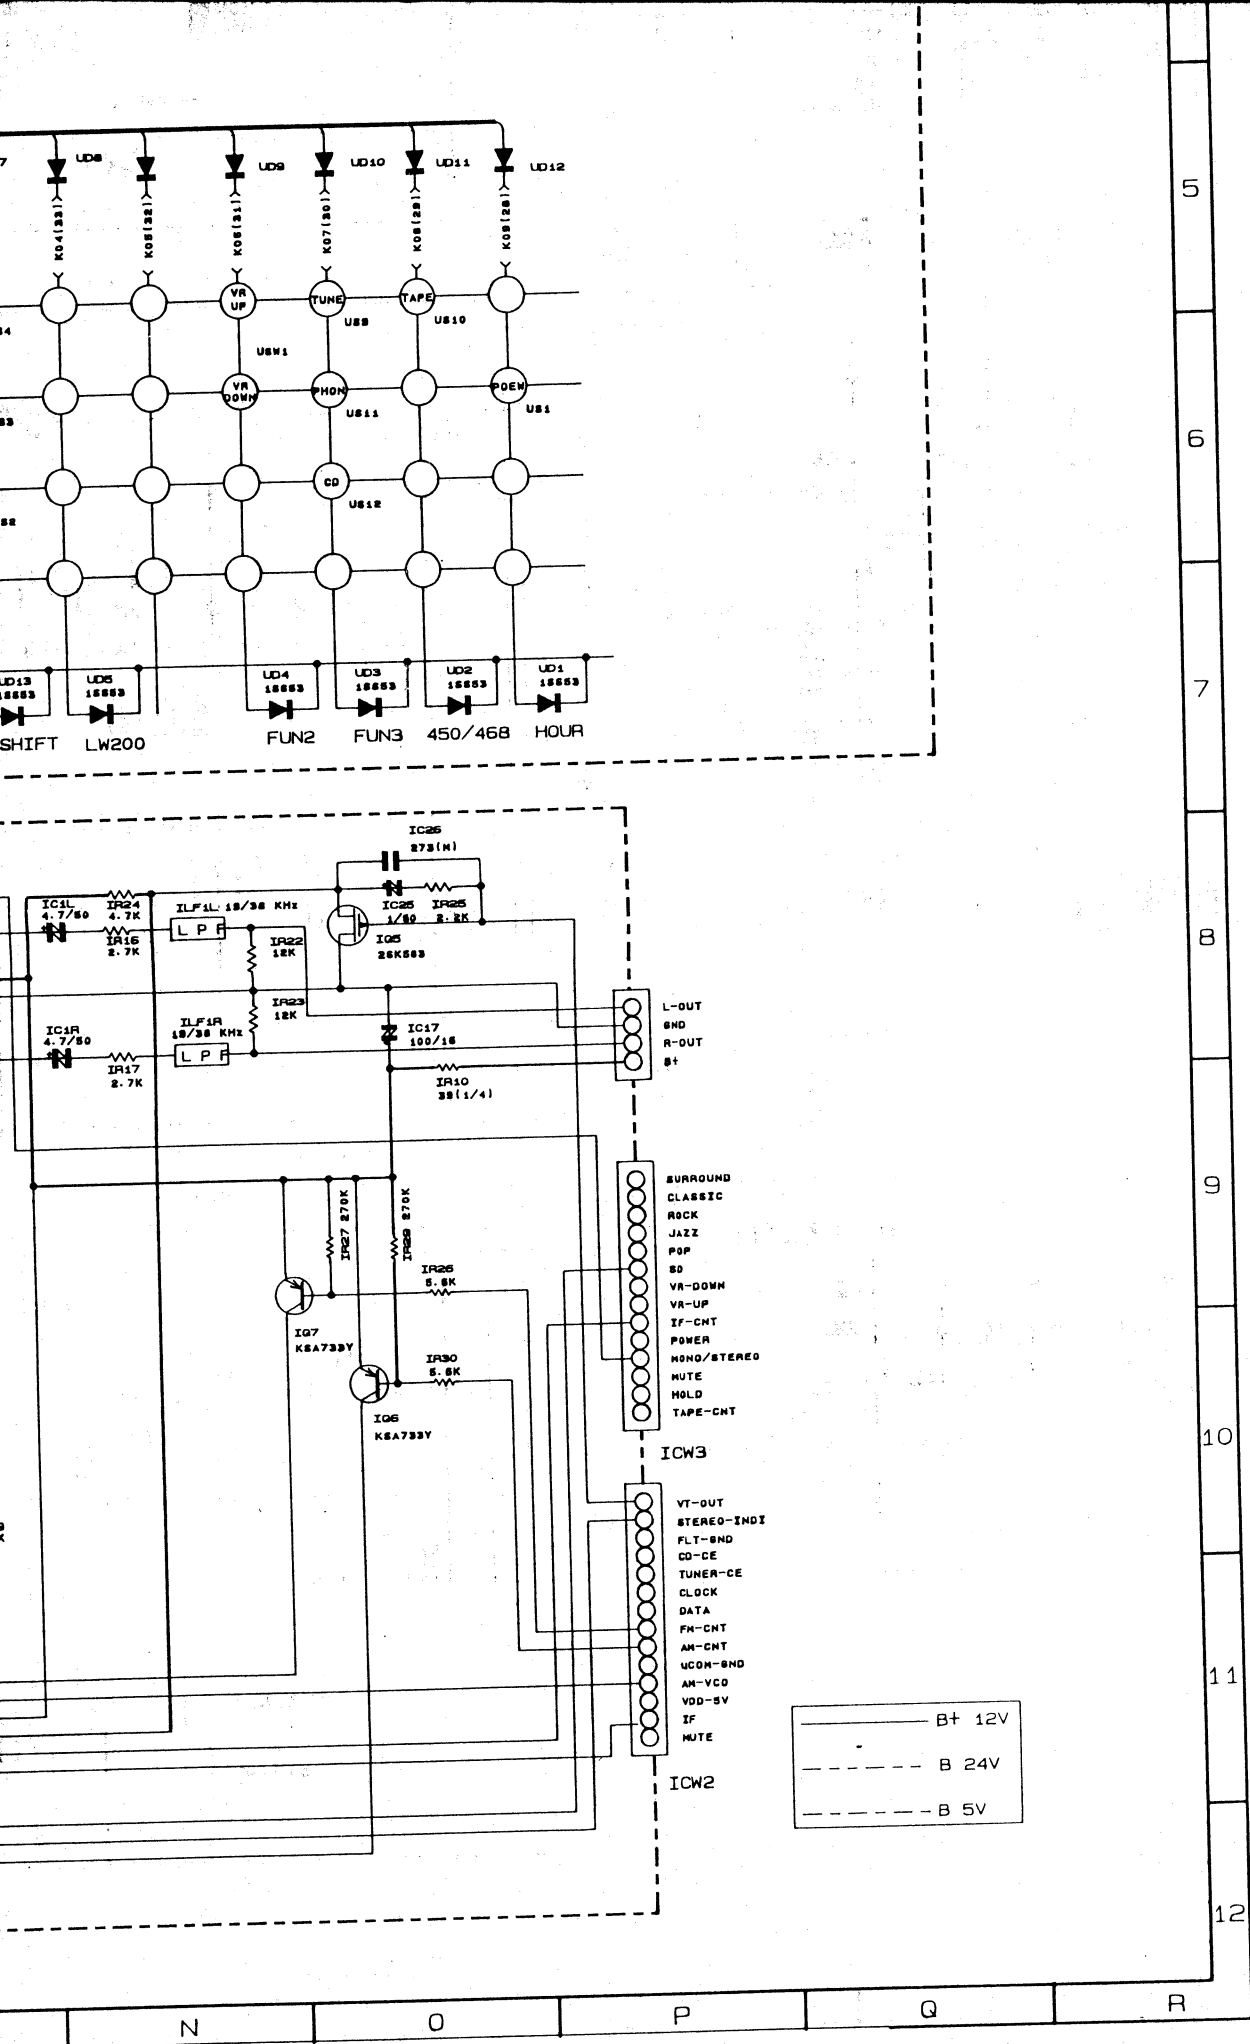 7
UD8
UD9
UD10
UD11
UD12
K04(33)
K05(32)
K06(31)
K07(30)
K08(29)
K09(28)
5
VR
UP
TUNE
TAPE
US9
US10
USW1
VR
DOWN
PHON
POEW
US11
US1
6
CD
US12
UD13
1SS53
UD5
1SS53
UD4
1SS53
UD3
1SS53
UD2
1SS53
UD1
1SS53
7
SHIFT
LW200
FUN2
FUN3
450/468
HOUR
IC26
273(M)
IC1L
4.7/50
IR24
4.7K
ILF1L 19/38 KHz
IC25
1/50
IR25
2.2K
LPF
IR16
2.7K
IR22
12K
IQ5
2SK583
8
IR23
12K
L-OUT
GND
R-OUT
B+
IC1R
4.7/50
ILF1R
19/38 KHz
IC17
100/16
LPF
IR17
2.7K
IR10
39(1/4)
SURROUND
CLASSIC
ROCK
JAZZ
POP
SD
VR-DOWN
VR-UP
IF-CNT
POWER
MONO/STEREO
MUTE
HOLD
TAPE-CNT
9
IR27 270K
IR29 270K
IR26
5.6K
IQ7
KSA733Y
IR30
5.6K
IQ6
KSA733Y
ICW3
10
VT-OUT
STEREO-INDI
FLT-GND
CD-CE
TUNER-CE
CLOCK
DATA
FM-CNT
AM-CNT
UCOM-GND
AM-VCO
VDD-5V
IF
MUTE
11
B+ 12V
B 24V
B 5V
ICW2
12
N
O
P
Q
R